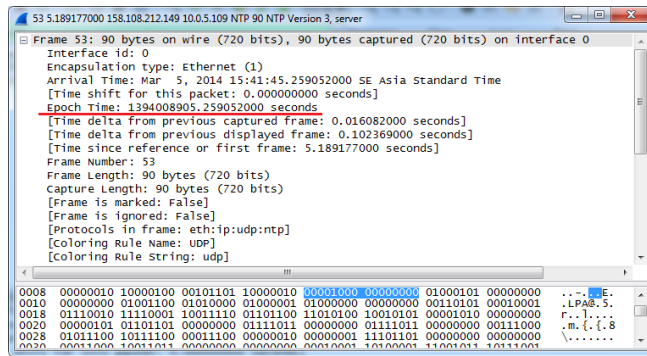 53 5.189177000 158.108.212.149 10.0.5.109 NTP 90 NTP Version 3, server
Frame 53: 90 bytes on wire (720 bits), 90 bytes captured (720 bits) on interface 0
Interface id: 0
Encapsulation type: Ethernet (1)
Arrival Time: Mar  5, 2014 15:41:45.259052000 SE Asia Standard Time
[Time shift for this packet: 0.000000000 seconds]
Epoch Time: 1394008905.259052000 seconds
[Time delta from previous captured frame: 0.016082000 seconds]
[Time delta from previous displayed frame: 0.102369000 seconds]
[Time since reference or first frame: 5.189177000 seconds]
Frame Number: 53
Frame Length: 90 bytes (720 bits)
Capture Length: 90 bytes (720 bits)
[Frame is marked: False]
[Frame is ignored: False]
[Protocols in frame: eth:ip:udp:ntp]
[Coloring Rule Name: UDP]
[Coloring Rule String: udp]
0008 00000010 10000100 00101101 10000010 00001000 00000000 01000101 00000000 ..-...E.
0010 00000000 01001100 01010000 01000001 01000000 00000000 00110101 00010001 .LPA@.5.
0018 01110010 11110001 10011110 01101100 11010100 10010101 00001010 00000000 r..l....
0020 00000101 01101101 00000000 01111011 00000000 01111011 00000000 00111000 .m.{.{.8
0028 01011100 10111100 00011100 00000010 00000000 00000001 11101101 00000000 \.......